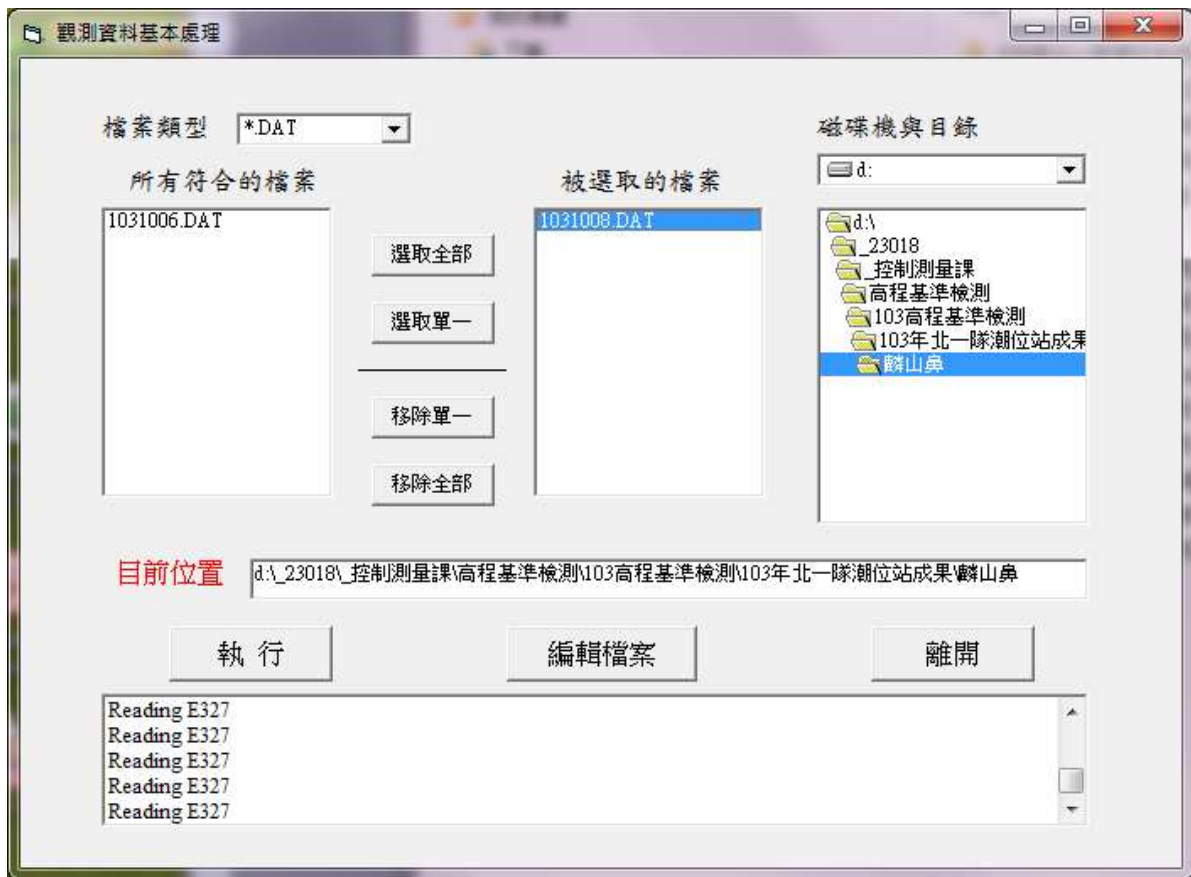 觀測資料基本處理
檔案類型
*.DAT
磁碟機與目錄
d:
所有符合的檔案
被選取的檔案
1031006.DAT
選取全部
選取單一
移除單一
移除全部
1031008.DAT
d:\
_23018
_控制測量課
高程基準檢測
103高程基準檢測
103年北一隊潮位站成果
麟山鼻
目前位置
d:\_23018\_控制測量課\高程基準檢測\103高程基準檢測\103年北一隊潮位站成果\麟山鼻
執 行
編輯檔案
離開
Reading E327
Reading E327
Reading E327
Reading E327
Reading E327